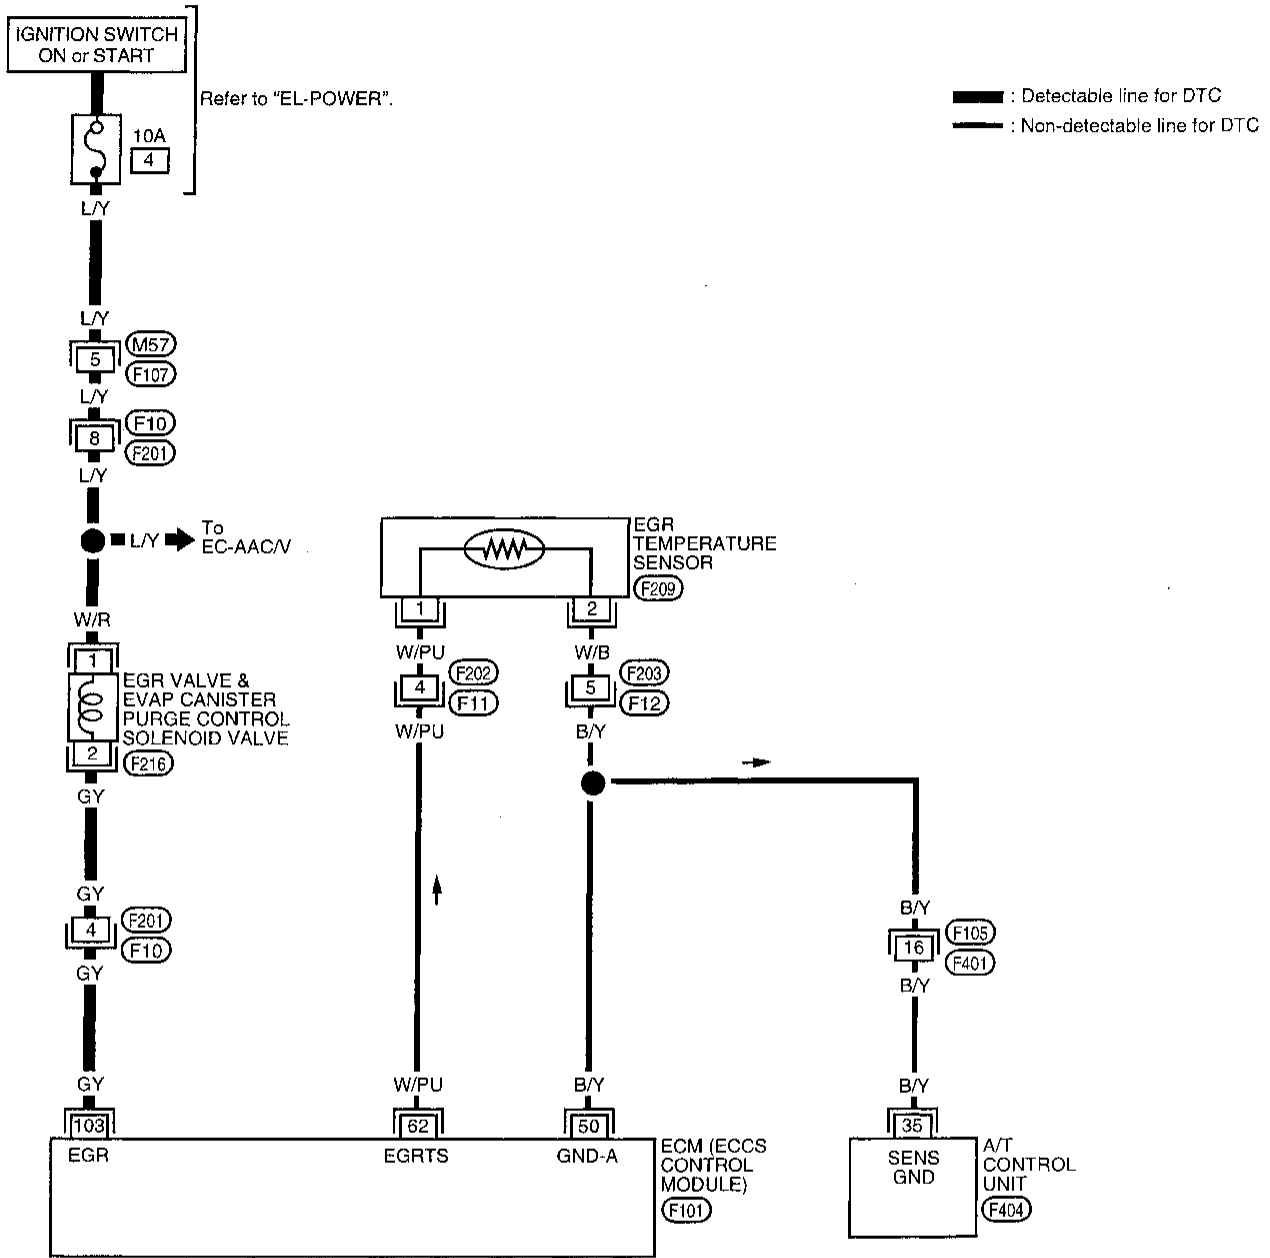 IGNITION SWITCH
ON or START
Refer to "EL-POWER".
10A
4
: Detectable line for DTC
: Non-detectable line for DTC
L/Y
L/Y
5
M57
F107
L/Y
8
F10
F201
L/Y
L/Y
To
EC-AAC/V
W/R
1
EGR VALVE &
EVAP CANISTER
PURGE CONTROL
SOLENOID VALVE
2
F216
GY
GY
4
F201
F10
GY
GY
103
EGR
EGR
TEMPERATURE
SENSOR
F209
1
2
W/PU
W/B
4
F202
F11
5
F203
F12
W/PU
B/Y
W/PU
B/Y
62
50
EGRTS
GND-A
ECM (ECCS
CONTROL
MODULE)
F101
B/Y
16
F105
F401
B/Y
B/Y
35
SENS
GND
A/T
CONTROL
UNIT
F404